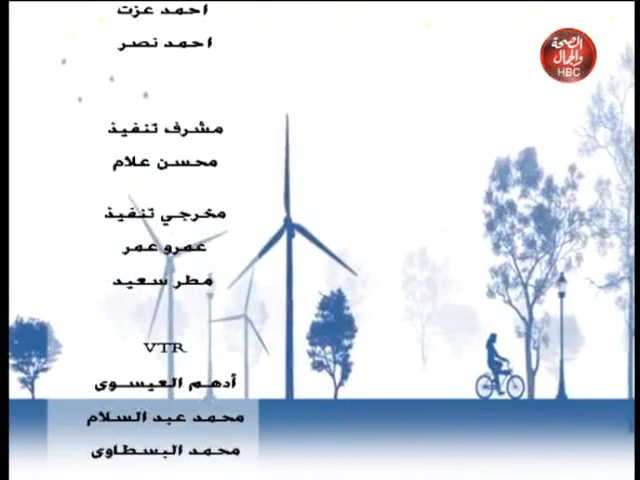 احمد عزت
احمد نصر
الصحة
والجمال
HBC
مشرف تنفيذ
محسن علام
مخرجي تنفيذ
عمرو عمر
مطر سعيد
VTR
أدهم العيسوى
محمد عبد السلام
محمد البسطاوى